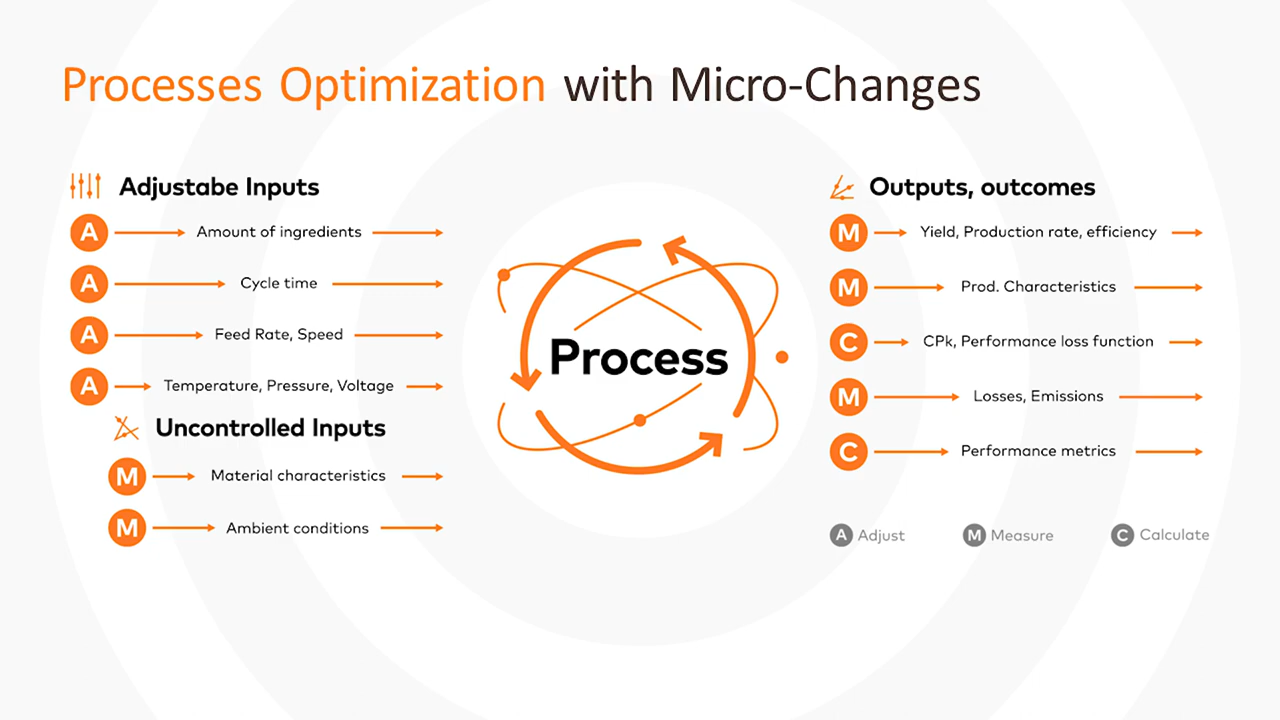 Processes Optimization with Micro-Changes
Adjustabe Inputs
A Amount of ingredients
A Cycle time
A Feed Rate, Speed
A Temperature, Pressure, Voltage
Uncontrolled Inputs
M Material characteristics
M Ambient conditions
Process
Outputs, outcomes
M Yield, Production rate, efficiency
M Prod. Characteristics
C CPk, Performance loss function
M Losses, Emissions
C Performance metrics
A Adjust M Measure C Calculate